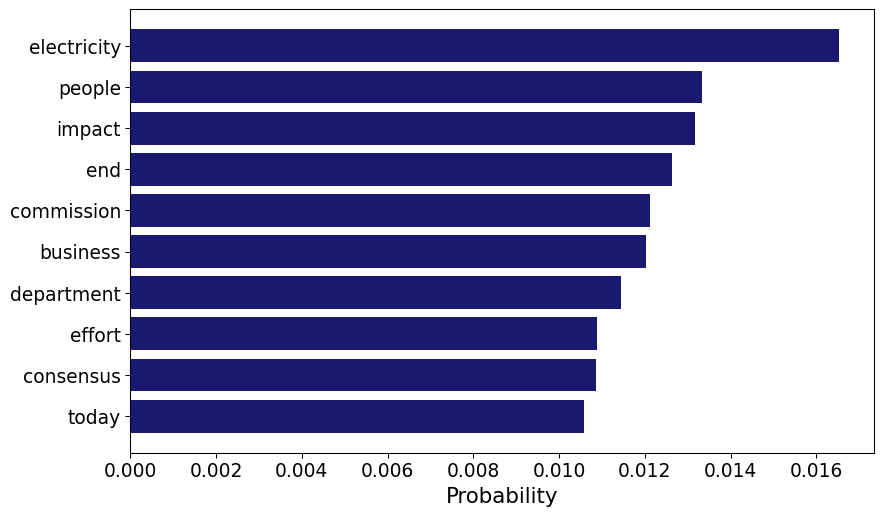 electricity
people
impact
end
commission
business
department
effort
consensus
today
0.000 0.002 0.004 0.006 0.008 0.010 0.012 0.014 0.016
Probability